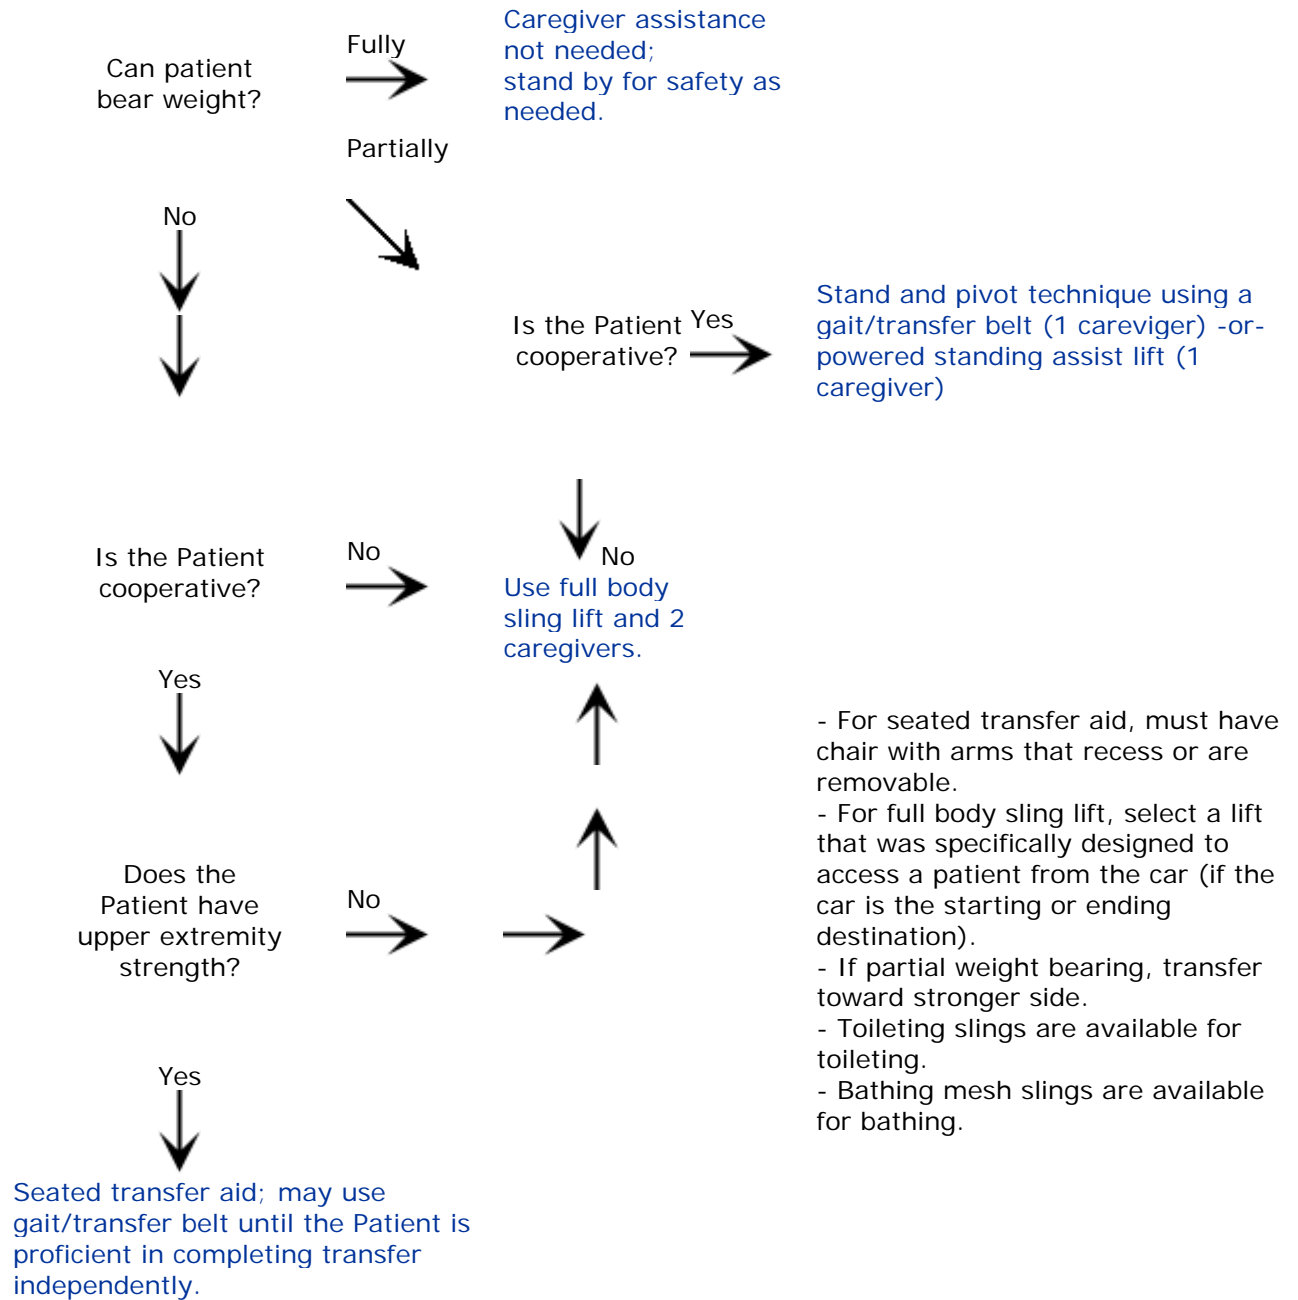 Can patient
bear weight?
Fully
Caregiver assistance
not needed;
stand by for safety as
needed.
Partially
No
Is the Patient
cooperative?
Yes
Stand and pivot technique using a
gait/transfer belt (1 careviger) -or-
powered standing assist lift (1
caregiver)
Is the Patient
cooperative?
No
No
Use full body
sling lift and 2
caregivers.
Yes
- For seated transfer aid, must have
chair with arms that recess or are
removable.
- For full body sling lift, select a lift
that was specifically designed to
access a patient from the car (if the
car is the starting or ending
destination).
- If partial weight bearing, transfer
toward stronger side.
- Toileting slings are available for
toileting.
- Bathing mesh slings are available
for bathing.
Does the
Patient have
upper extremity
strength?
No
Yes
Seated transfer aid; may use
gait/transfer belt until the Patient is
proficient in completing transfer
independently.